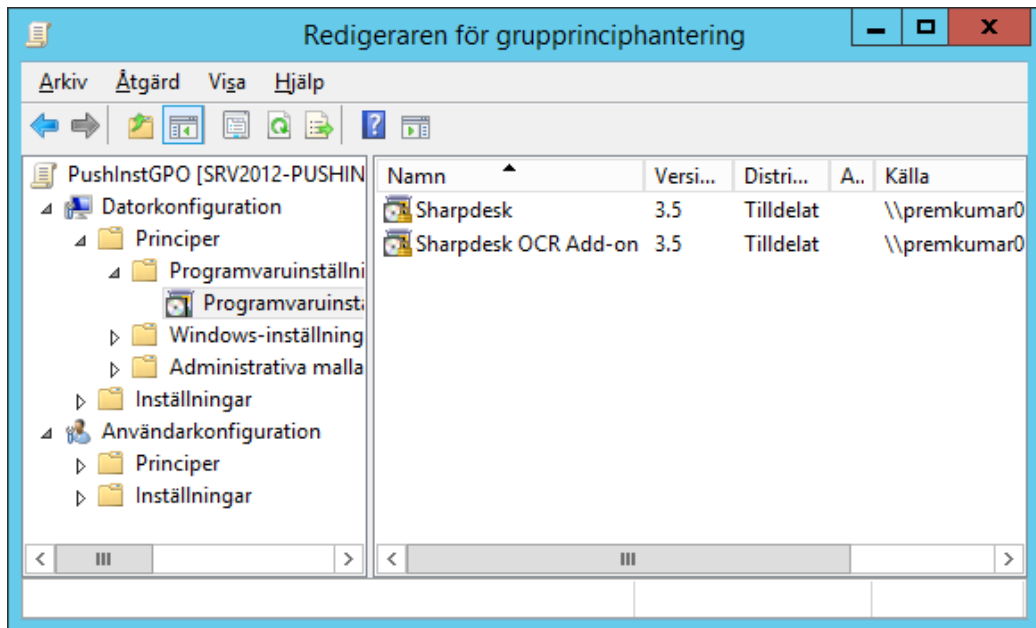 Redigeraren för grupprinciphantering
Arkiv Åtgärd Visa Hjälp
PushInstGPO [SRV2012-PUSHIN
Datorkonfiguration
Principer
Programvaruinställni
Programvaruinsta
Windows-inställning
Administrativa malla
Inställningar
Användarkonfiguration
Principer
Inställningar
Namn Versi... Distri... A.. Källa
Sharpdesk 3.5 Tilldelat \\premkumar0
Sharpdesk OCR Add-on 3.5 Tilldelat \\premkumar0